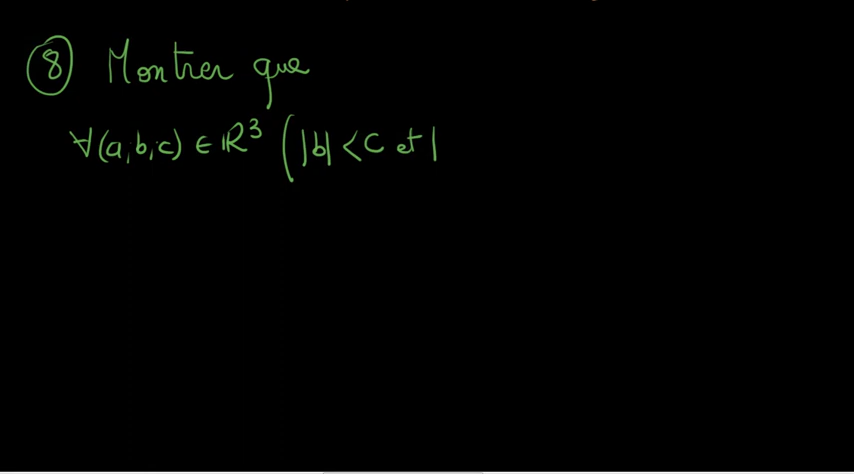 ⑧ Montrer que
∀(a,b,c) ∈ ℝ³ (|b| < c et |